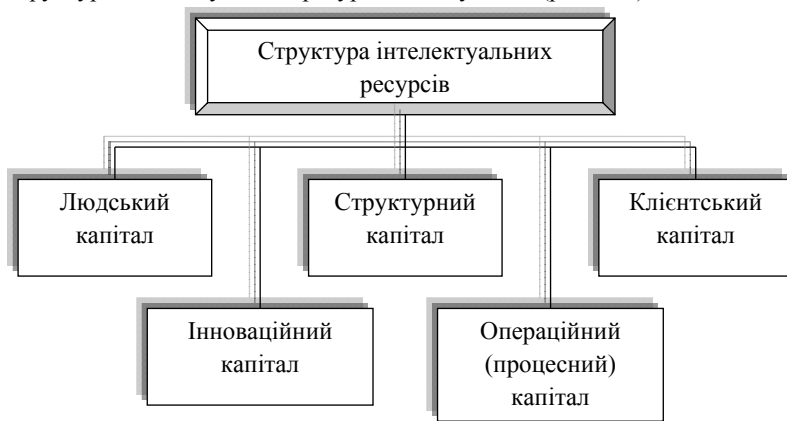 Структура інтелектуальних
ресурсів
Людський
капітал
Структурний
капітал
Клієнтський
капітал
Інноваційний
капітал
Операційний
(процесний)
капітал